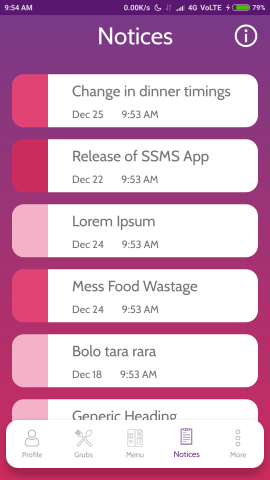 9:54 AM 0.00K/s 4G VoLTE 79%
Notices
Change in dinner timings
Dec 25 9:53 AM
Release of SSMS App
Dec 22 9:53 AM
Lorem Ipsum
Dec 24 9:53 AM
Mess Food Wastage
Dec 24 9:53 AM
Bolo tara rara
Dec 18 9:53 AM
Generic Heading
Profile Grubs Menu Notices More